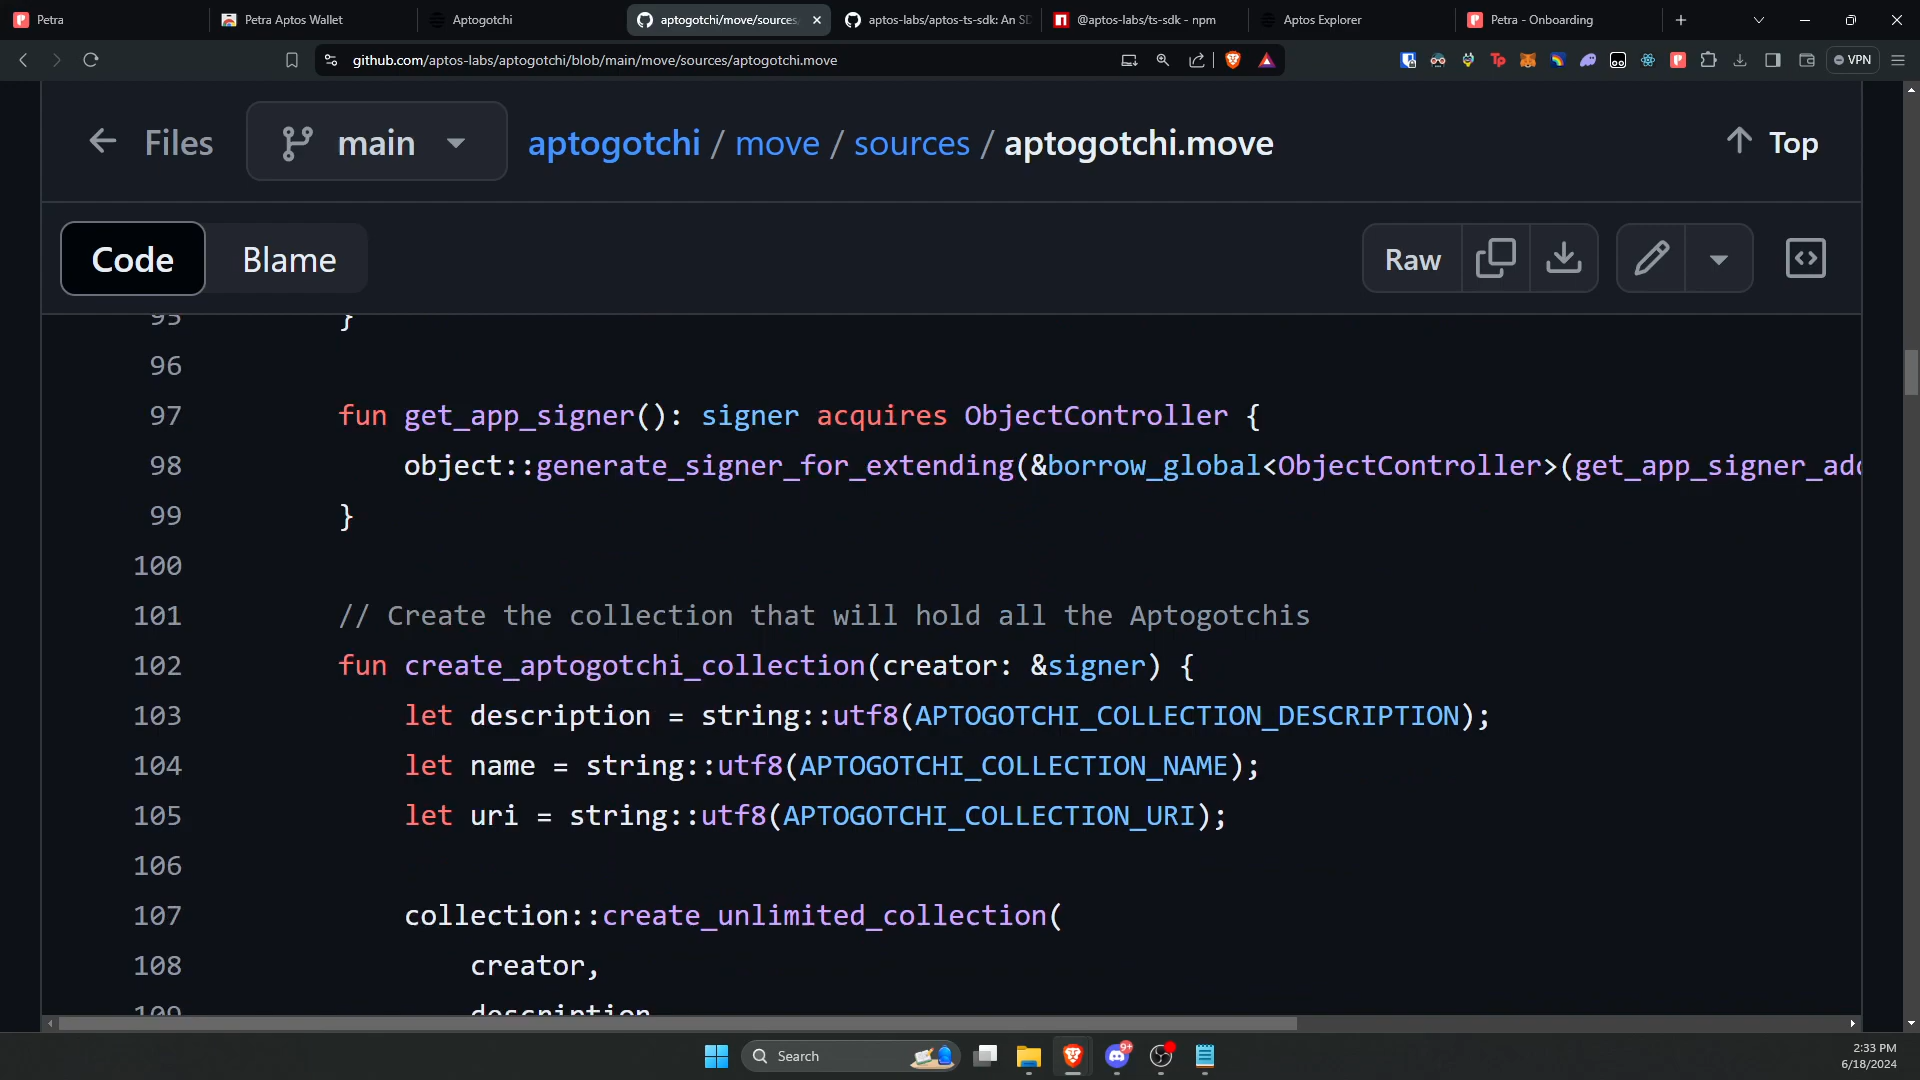 Petra
Petra Aptos Wallet
Aptogotchi
aptogotchi/move/sources
aptos-labs/aptos-ts-sdk: An SD
@aptos-labs/ts-sdk - npm
Aptos Explorer
Petra - Onboarding
github.com/aptos-labs/aptogotchi/blob/main/move/sources/aptogotchi.move
VPN
Files
main
aptogotchi / move / sources / aptogotchi.move
Top
Code
Blame
Raw
95 }
96
97 fun get_app_signer(): signer acquires ObjectController {
98 object::generate_signer_for_extending(&borrow_global<ObjectController>(get_app_signer_add
99 }
100
101 // Create the collection that will hold all the Aptogotchis
102 fun create_aptogotchi_collection(creator: &signer) {
103 let description = string::utf8(APTOGOTCHI_COLLECTION_DESCRIPTION);
104 let name = string::utf8(APTOGOTCHI_COLLECTION_NAME);
105 let uri = string::utf8(APTOGOTCHI_COLLECTION_URI);
106
107 collection::create_unlimited_collection(
108 creator,
109 description
Search
9+
2:33 PM
6/18/2024